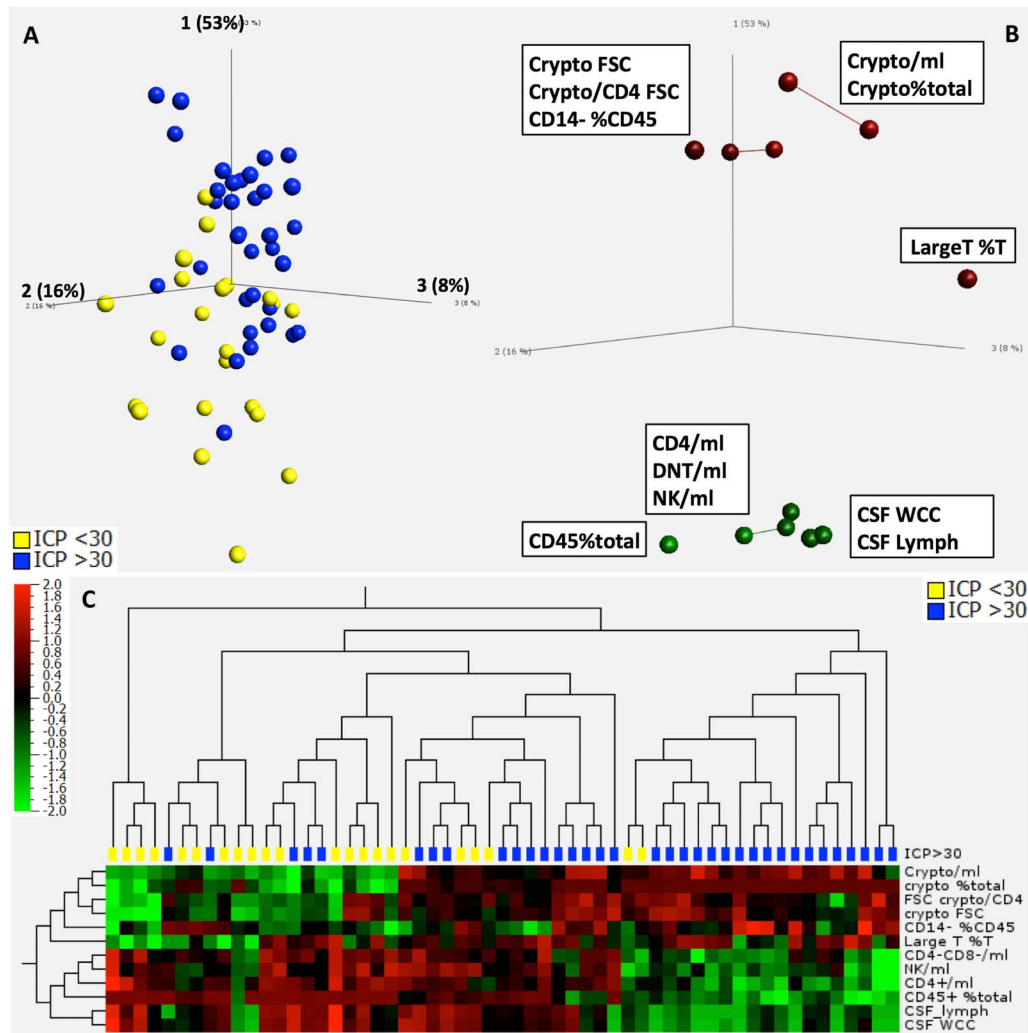 A
1 (53%)
2 (16%)
2 (16 %)
3 (8%)
3 (8 %)
ICP <30
ICP >30
B
1 (53 %)
Crypto FSC
Crypto/CD4 FSC
CD14- %CD45
Crypto/ml
Crypto%total
LargeT %T
2 (16 %)
3 (8 %)
CD4/ml
DNT/ml
NK/ml
CD45%total
CSF WCC
CSF Lymph
C
2.0
1.8
1.6
1.4
1.2
1.0
0.8
0.6
0.4
0.2
0.0
-0.2
-0.4
-0.6
-0.8
-1.0
-1.2
-1.4
-1.6
-1.8
-2.0
ICP <30
ICP >30
ICP>30
Crypto/ml
crypto %total
FSC crypto/CD4
crypto FSC
CD14- %CD45
Large T %T
CD4-CD8-/ml
NK/ml
CD4+/ml
CD45+ %total
CSF_lymph
CSF WCC